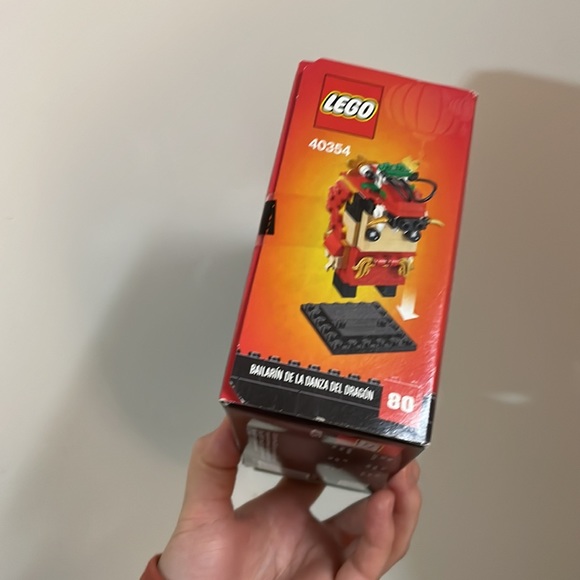 LEGO
40354
BAILARÍN DE LA DANZA DEL DRAGÓN
80